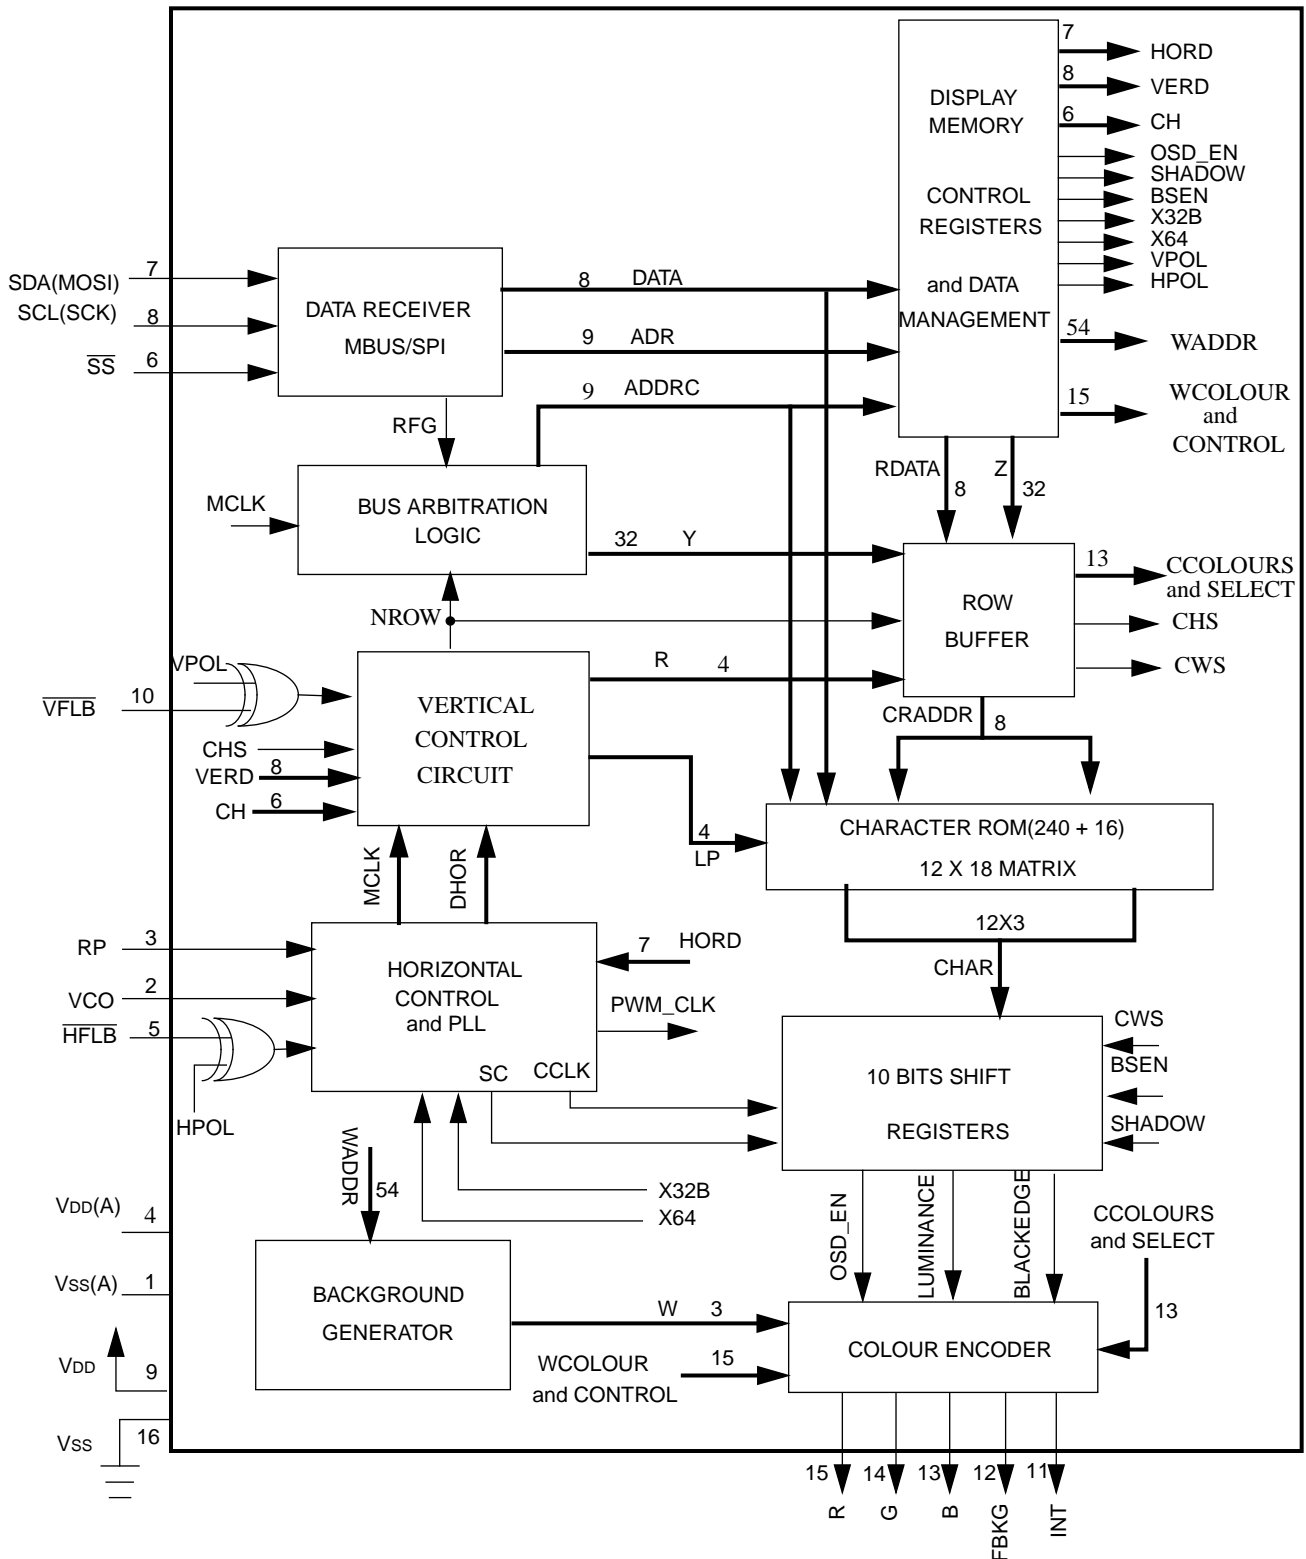 7
HORD
8
VERD
6
CH
DISPLAY
MEMORY
CONTROL
REGISTERS
and DATA
MANAGEMENT
OSD_EN
SHADOW
BSEN
X32B
X64
VPOL
HPOL
54
WADDR
15
WCOLOUR
and
CONTROL
SDA(MOSI)
7
SCL(SCK)
8
SS
6
DATA RECEIVER
MBUS/SPI
8 DATA
9 ADR
9 ADDRC
RFG
MCLK
BUS ARBITRATION
LOGIC
RDATA
8
Z
32
32 Y
ROW
BUFFER
13
CCOLOURS
and SELECT
CHS
CWS
NROW
VPOL
VFLB
10
CHS
VERD 8
CH 6
VERTICAL
CONTROL
CIRCUIT
R 4
CRADDR
8
4
LP
CHARACTER ROM(240 + 16)
12 X 18 MATRIX
MCLK
DHOR
12X3
CHAR
RP
3
VCO
2
HFLB
5
HPOL
HORIZONTAL
CONTROL
and PLL
SC
CCLK
7 HORD
PWM_CLK
10 BITS SHIFT
REGISTERS
CWS
BSEN
SHADOW
WADDR
54
X32B
X64
VDD(A)
4
VSS(A)
1
VDD
9
VSS
16
BACKGROUND
GENERATOR
OSD_EN
LUMINANCE
BLACKEDGE
CCOLOURS
and SELECT
13
W 3
WCOLOUR
and CONTROL
15
COLOUR ENCODER
15
14
13
12
11
R
G
B
FBKG
INT